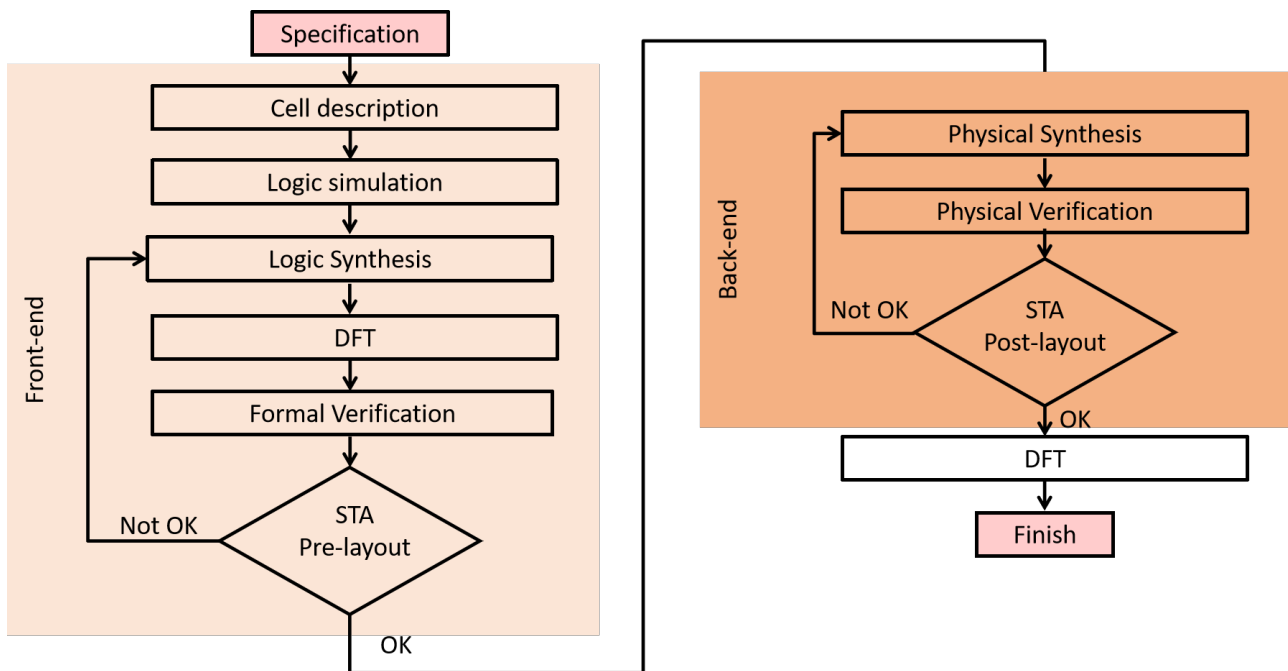 Specification
Front-end
Cell description
Logic simulation
Logic Synthesis
DFT
Formal Verification
STA
Pre-layout
Not OK
OK
Back-end
Physical Synthesis
Physical Verification
STA
Post-layout
Not OK
OK
DFT
Finish